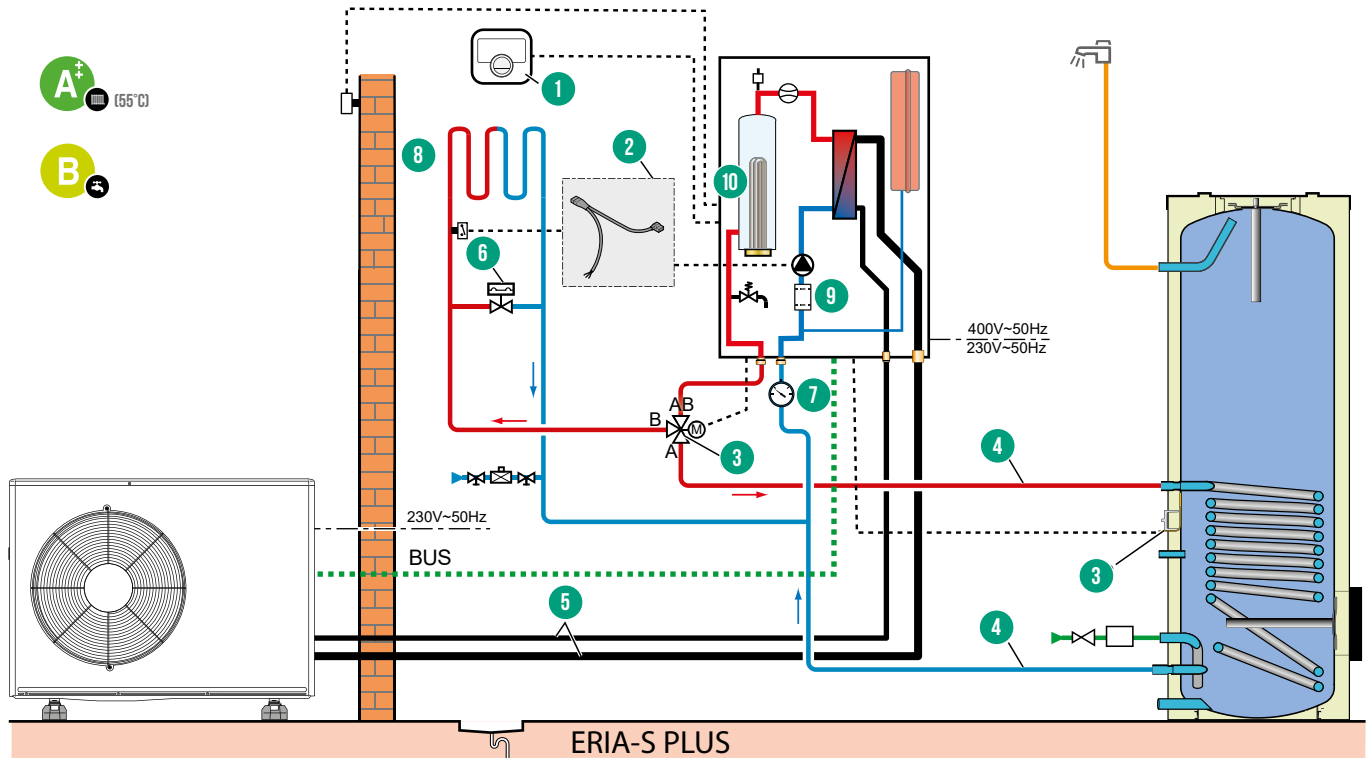 A‡
(55°C)
B
1
2
8
10
6
9
400V~50Hz
230V~50Hz
7
AB
B
M
A
3
4
230V~50Hz
BUS
3
5
4
ERIA-S PLUS